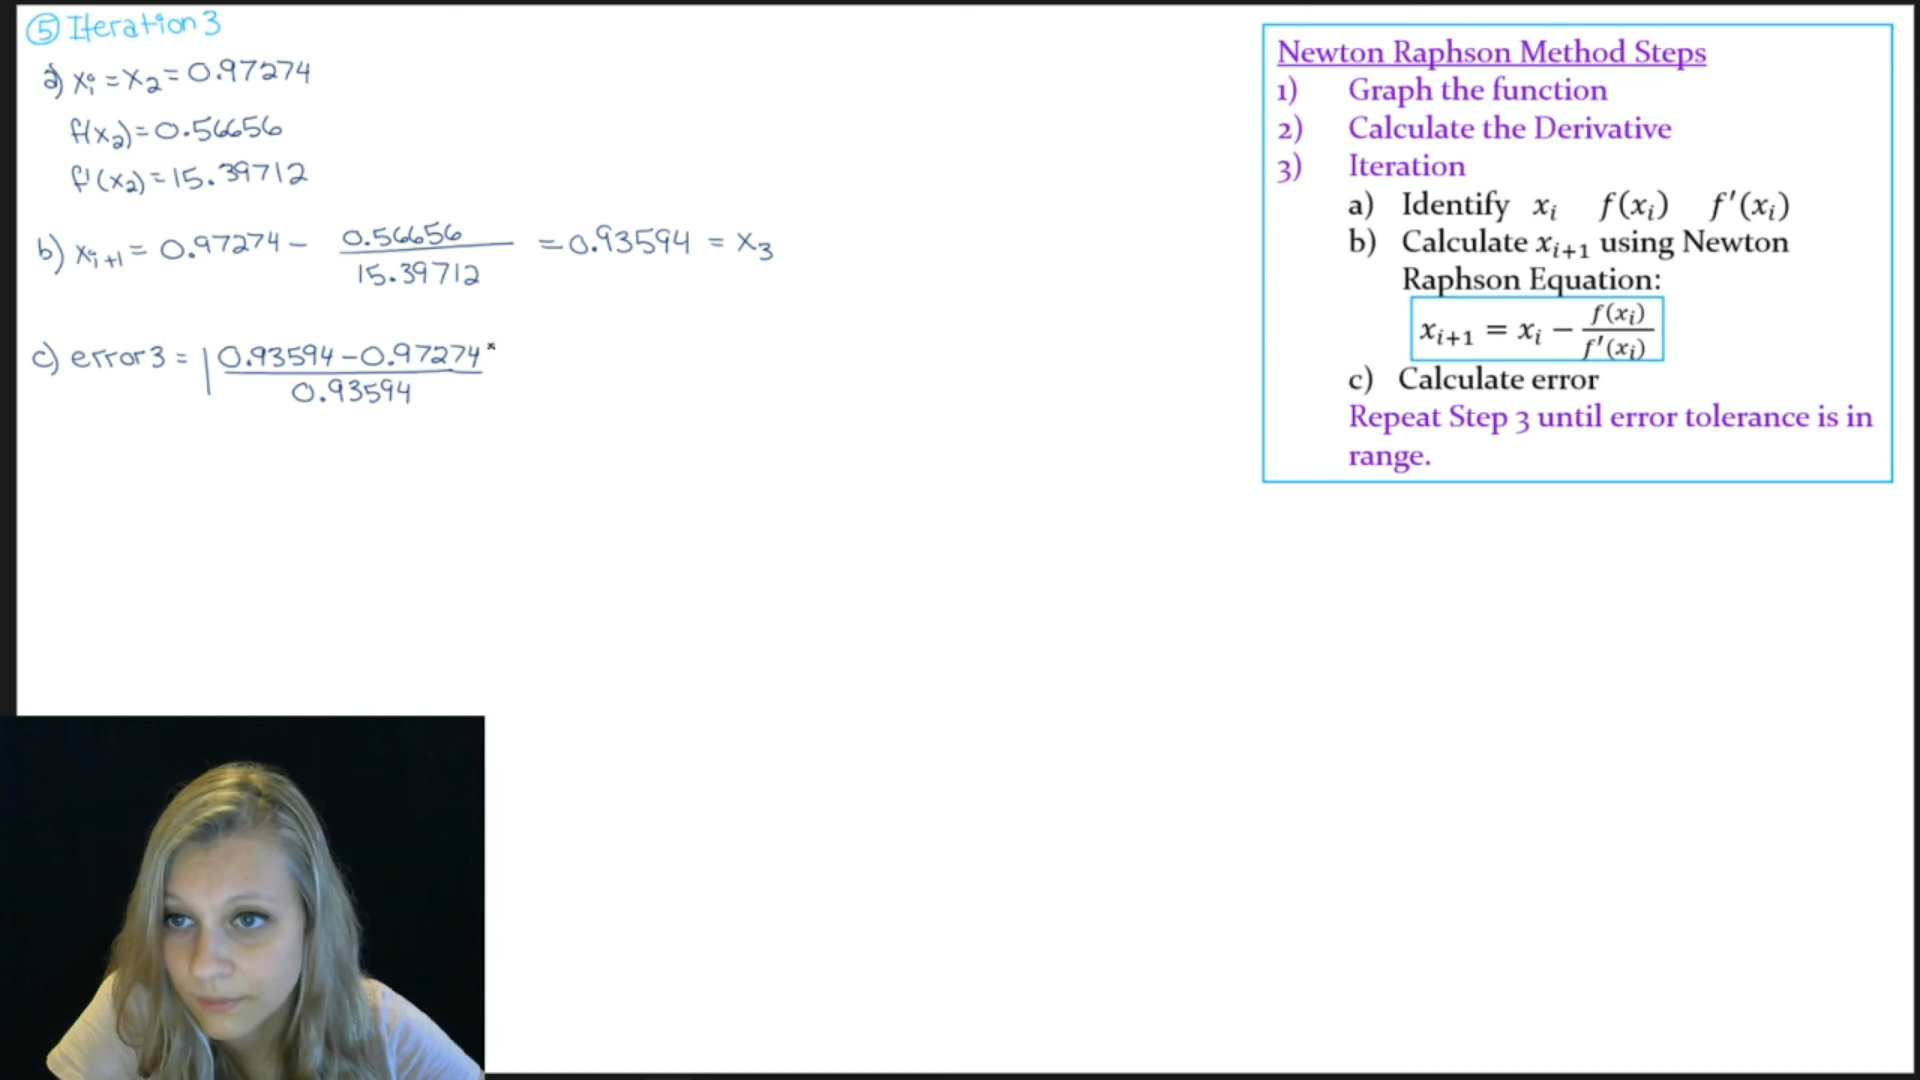 ⑤ Iteration 3
a) xᵢ = x₂ = 0.97274
f(x₂) = 0.56656
f'(x₂) = 15.39712
b) xᵢ₊₁ = 0.97274 - 0.56656 / 15.39712 = 0.93594 = x₃
c) error 3 = | 0.93594 - 0.97274 / 0.93594
Newton Raphson Method Steps
1) Graph the function
2) Calculate the Derivative
3) Iteration
a) Identify xᵢ f(xᵢ) f′(xᵢ)
b) Calculate xᵢ₊₁ using Newton
Raphson Equation:
xᵢ₊₁ = xᵢ − f(xᵢ) / f′(xᵢ)
c) Calculate error
Repeat Step 3 until error tolerance is in
range.